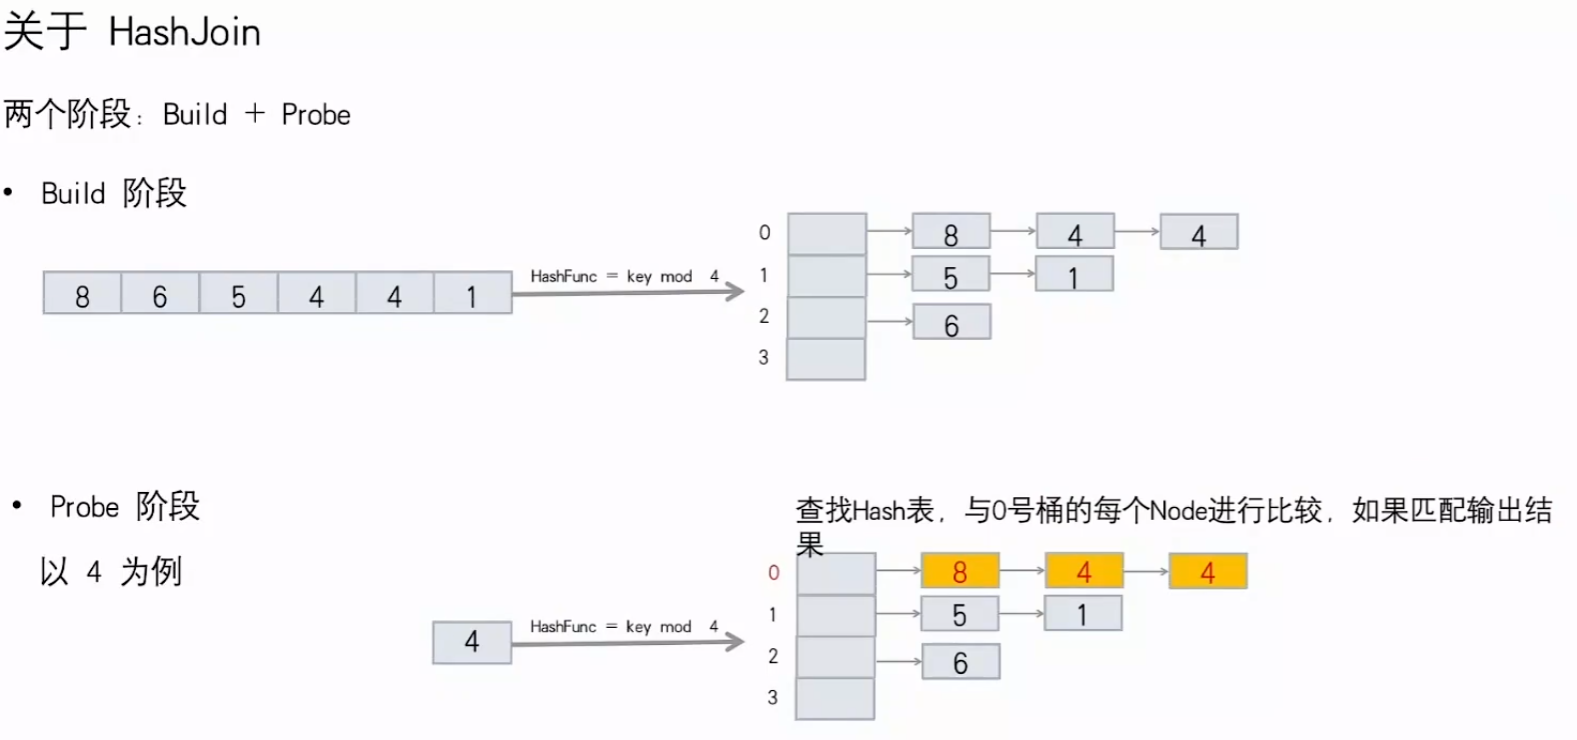 关于 HashJoin
两个阶段: Build + Probe
• Build 阶段
8 6 5 4 4 1
HashFunc = key mod 4
0 8 4 4
1 5 1
2 6
3
• Probe 阶段
以 4 为例
4
HashFunc = key mod 4
查找Hash表，与0号桶的每个Node进行比较，如果匹配输出结
果
0 8 4 4
1 5 1
2 6
3